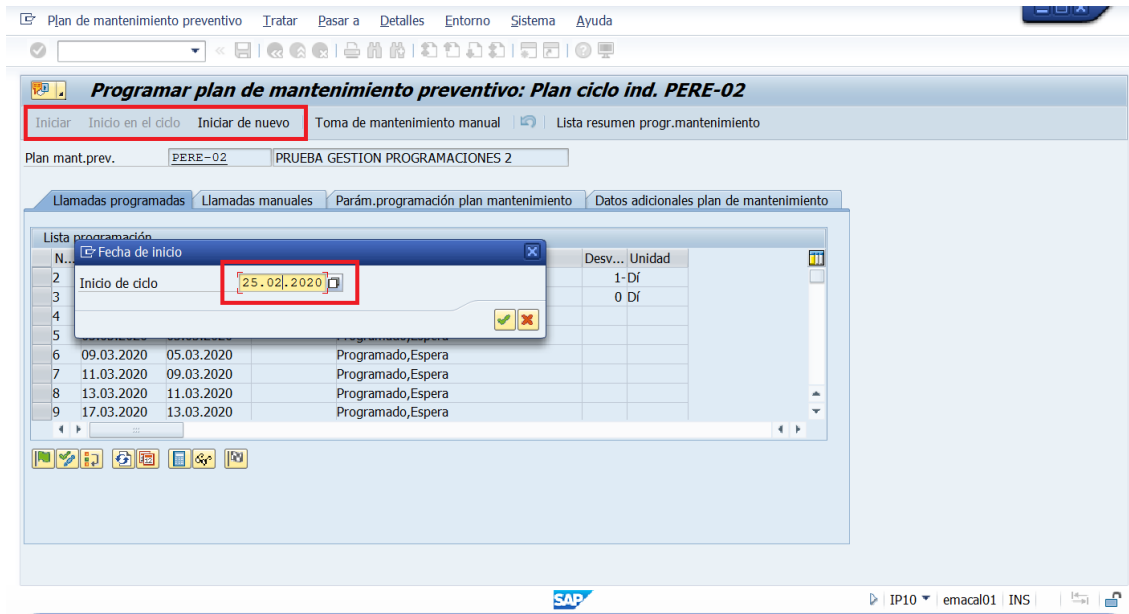 Plan de mantenimiento preventivo Tratar Pasar a Detalles Entorno Sistema Ayuda
Programar plan de mantenimiento preventivo: Plan ciclo ind. PERE-02
Iniciar Inicio en el ciclo Iniciar de nuevo Toma de mantenimiento manual Lista resumen progr.mantenimiento
Plan mant.prev. PERE-02 PRUEBA GESTION PROGRAMACIONES 2
Llamadas programadas Llamadas manuales Parám.programación plan mantenimiento Datos adicionales plan de mantenimiento
Lista programación
N... Desv... Unidad
Fecha de inicio
2 1- Dí
Inicio de ciclo 25.02.2020
3 0 Dí
4
5
6 09.03.2020 05.03.2020 Programado,Espera
7 11.03.2020 09.03.2020 Programado,Espera
8 13.03.2020 11.03.2020 Programado,Espera
9 17.03.2020 13.03.2020 Programado,Espera
SAP IP10 emacal01 INS